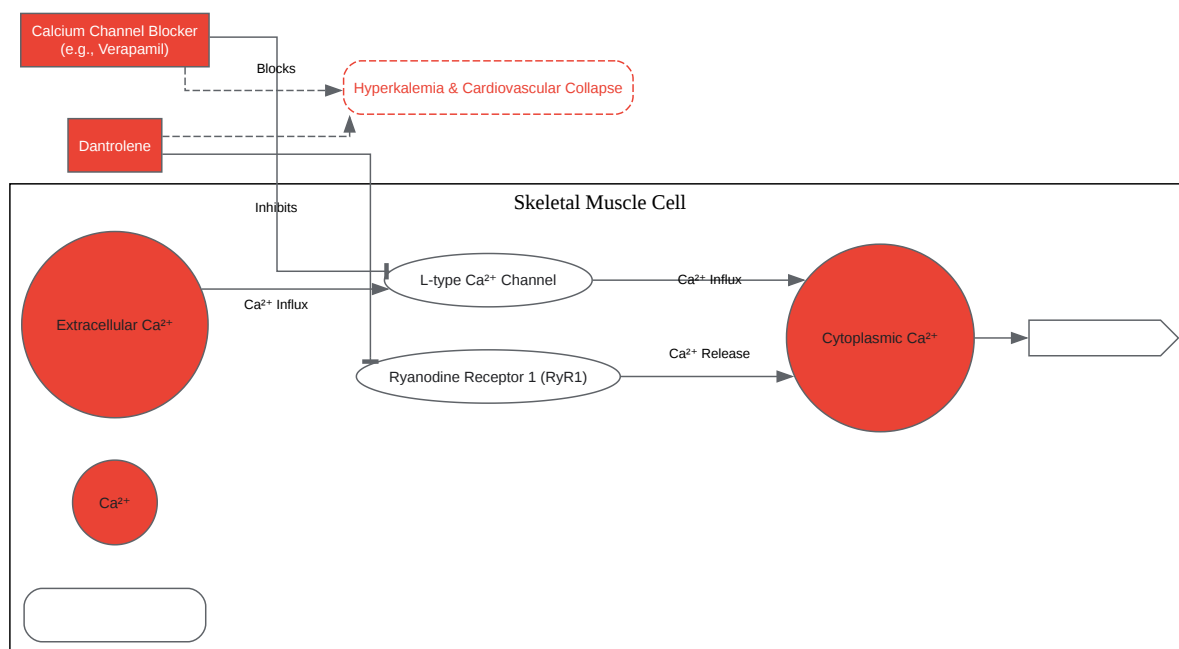 Calcium Channel Blocker
(e.g., Verapamil)
Blocks
Hyperkalemia & Cardiovascular Collapse
Dantrolene
Skeletal Muscle Cell
Inhibits
L-type Ca²⁺ Channel
Ca²⁺ Influx
Ca²⁺ Influx
Extracellular Ca²⁺
Cytoplasmic Ca²⁺
Ca²⁺ Release
Ryanodine Receptor 1 (RyR1)
Ca²⁺